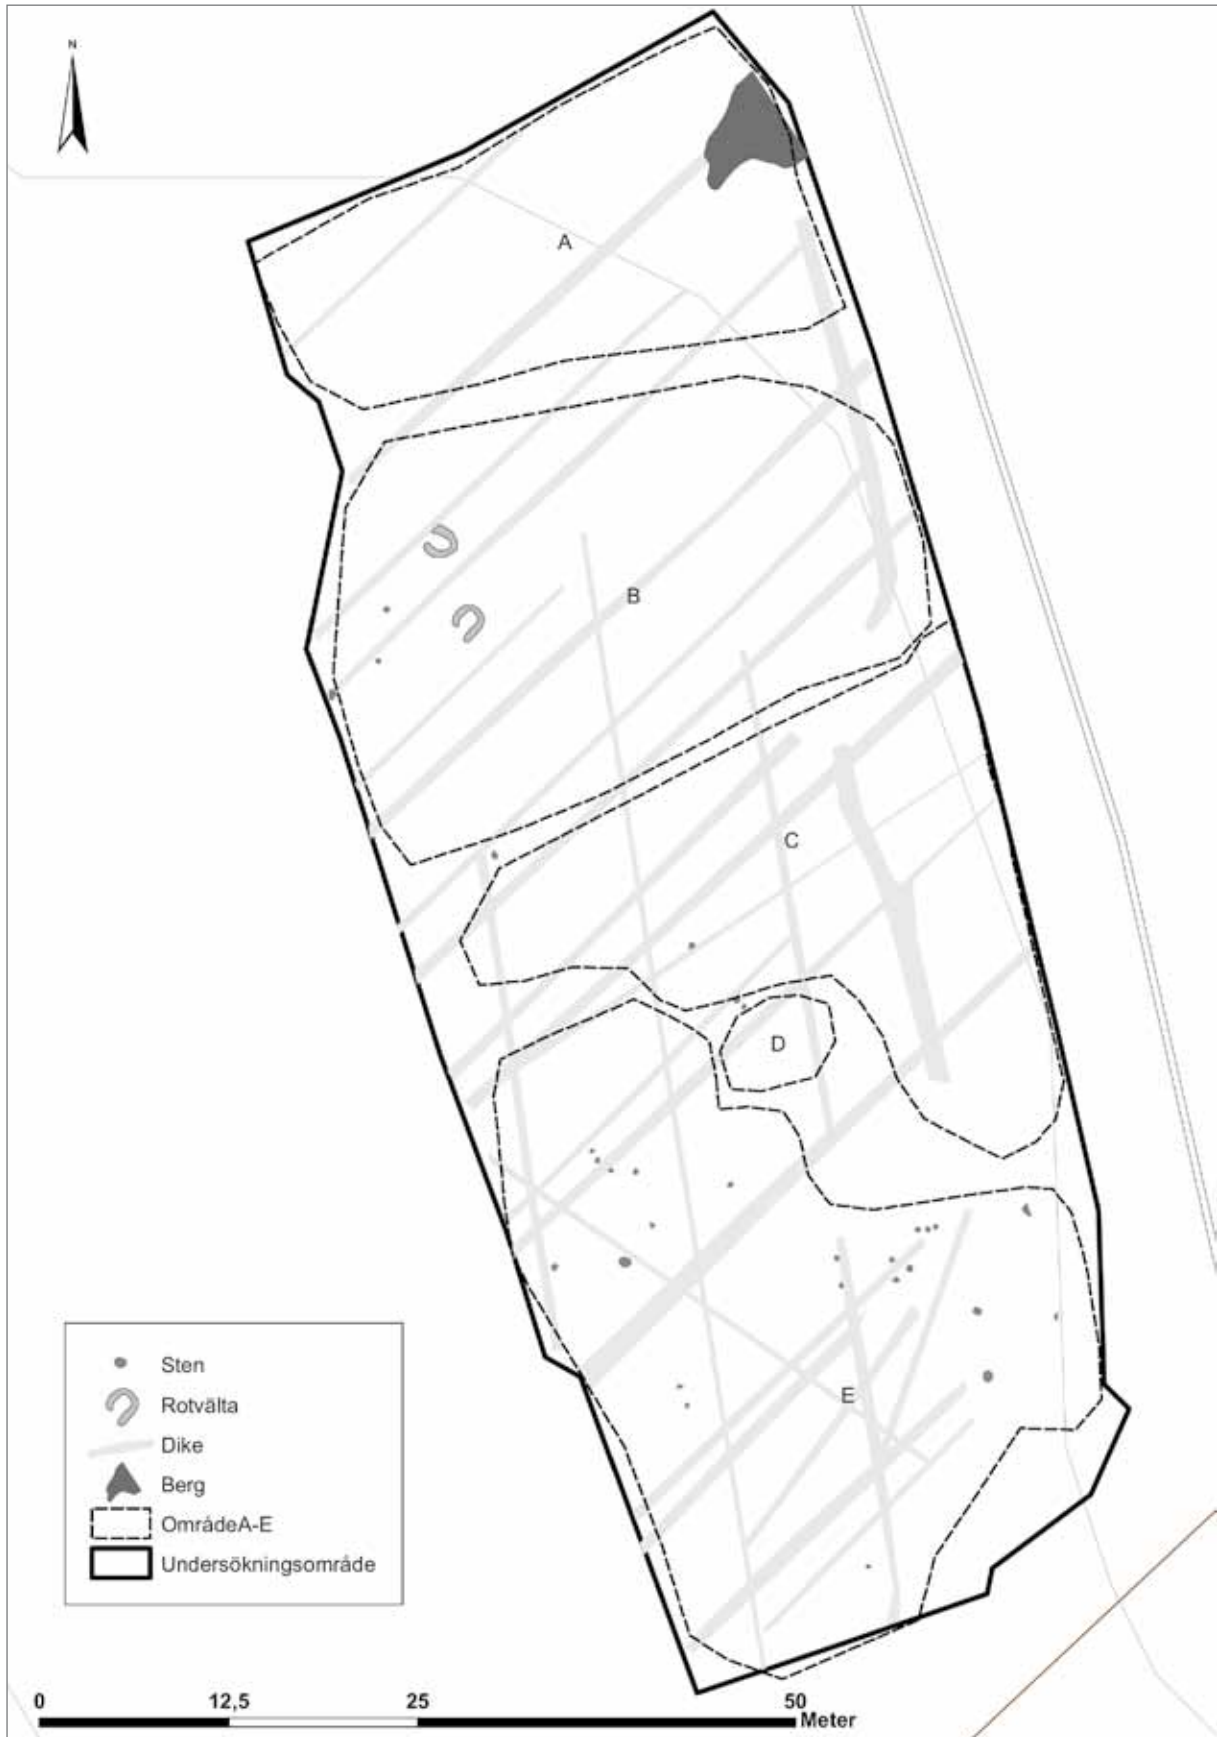 N
A
B
C
D
E
Sten
Rotvälta
Dike
Berg
OmrådeA-E
Undersökningsområde
0 12,5 25 50
Meter